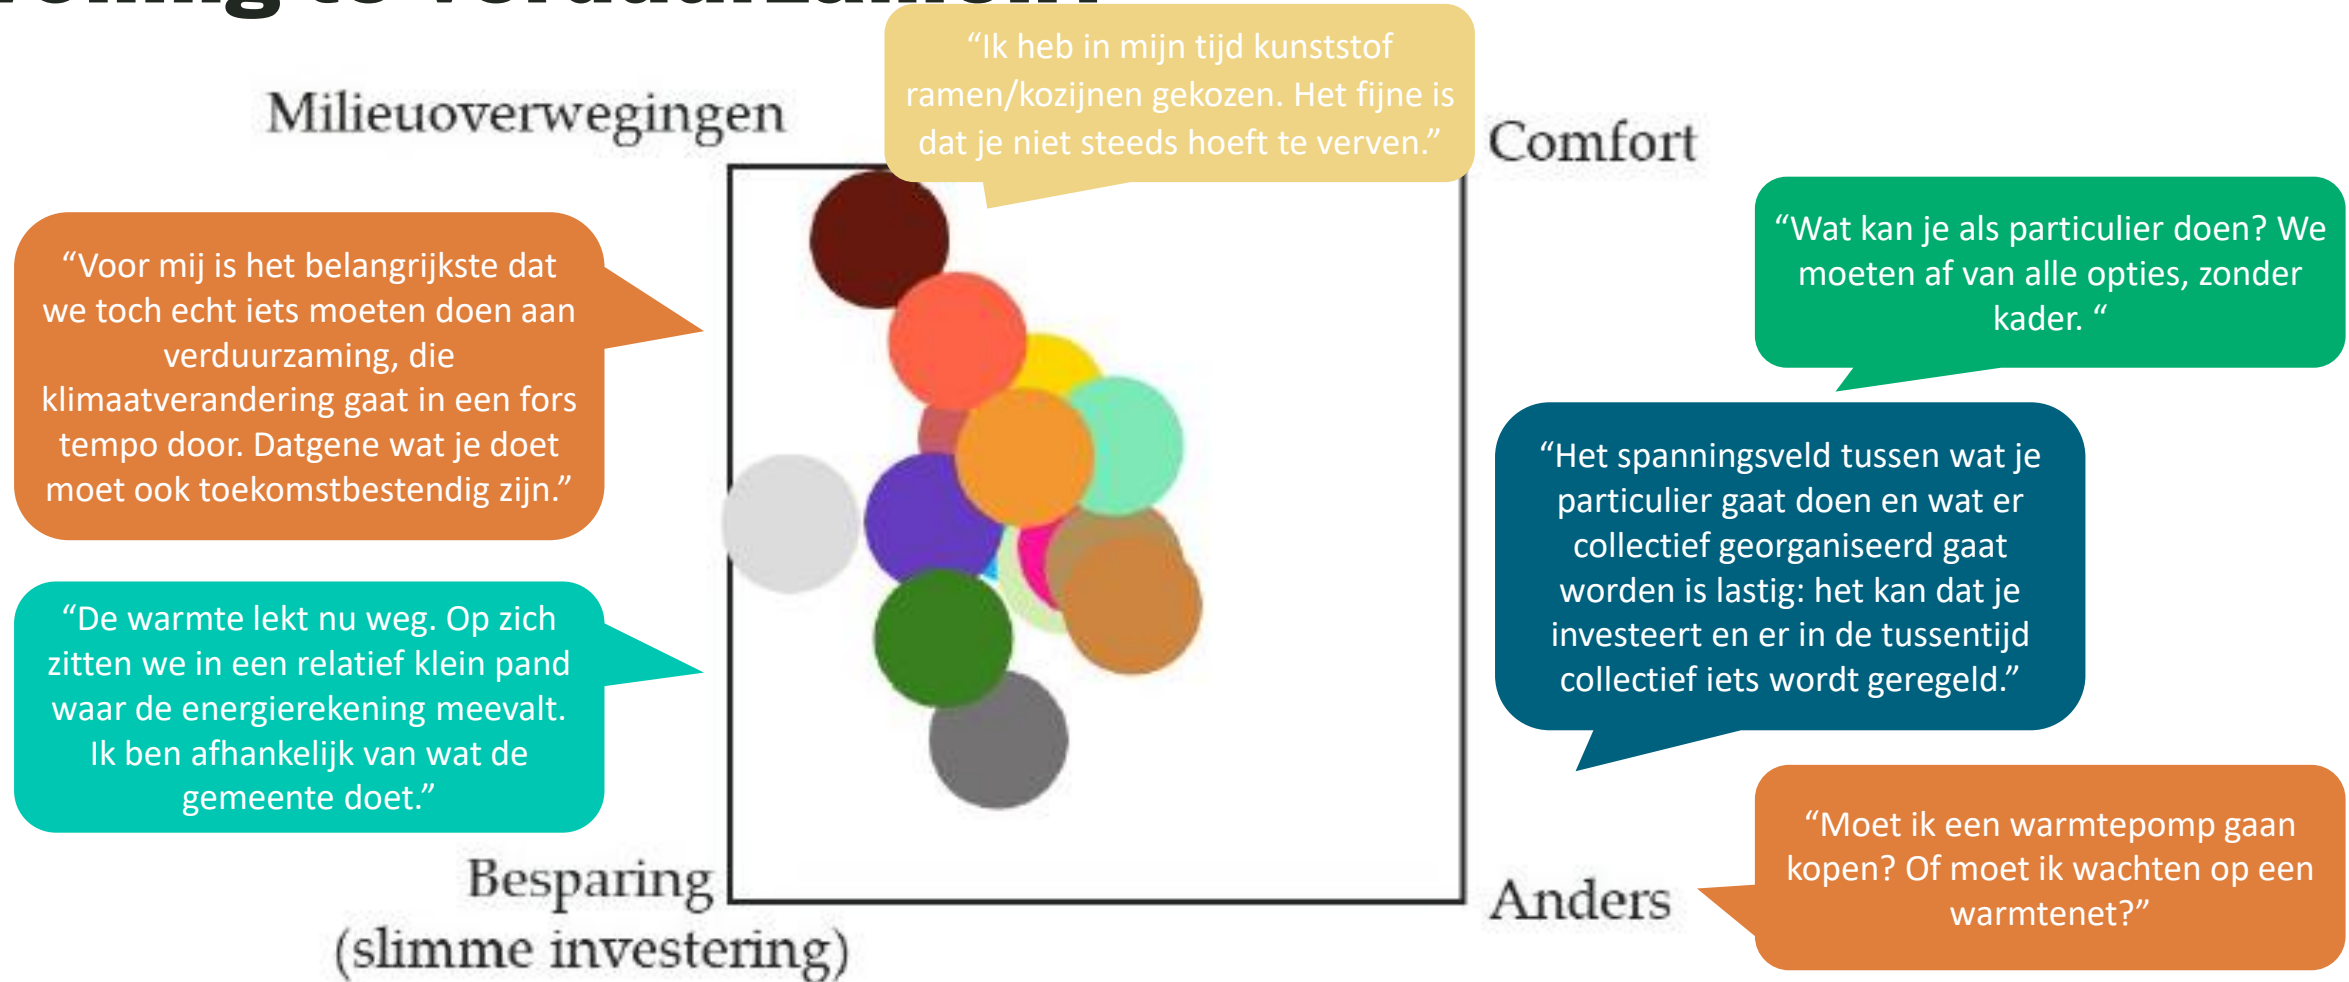 woning te verduurzamen?
“Ik heb in mijn tijd kunststof
ramen/kozijnen gekozen. Het fijne is
dat je niet steeds hoeft te verven.”
Milieuoverwegingen
Comfort
“Voor mij is het belangrijkste dat
we toch echt iets moeten doen aan
verduurzaming, die
klimaatverandering gaat in een fors
tempo door. Datgene wat je doet
moet ook toekomstbestendig zijn.”
“Wat kan je als particulier doen? We
moeten af van alle opties, zonder
kader. “
“Het spanningsveld tussen wat je
particulier gaat doen en wat er
collectief georganiseerd gaat
worden is lastig: het kan dat je
investeert en er in de tussentijd
collectief iets wordt geregeld.”
“De warmte lekt nu weg. Op zich
zitten we in een relatief klein pand
waar de energierekening meevalt.
Ik ben afhankelijk van wat de
gemeente doet.”
“Moet ik een warmtepomp gaan
kopen? Of moet ik wachten op een
warmtenet?”
Besparing
(slimme investering)
Anders